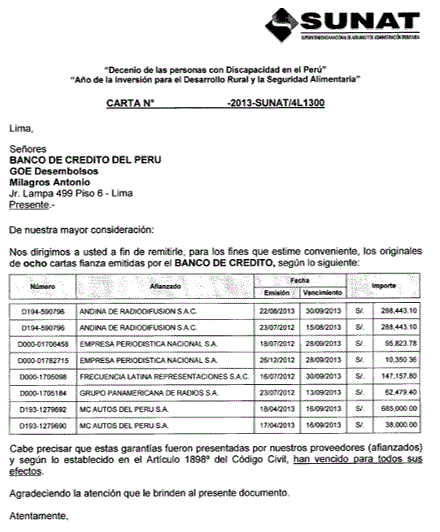 SUNAT
SUPERINTENDENCIA NACIONAL DE ADUANAS Y DE ADMINISTRACIÓN TRIBUTARIA
“Decenio de las personas con Discapacidad en el Perú”
“Año de la Inversión para el Desarrollo Rural y la Seguridad Alimentaria”
CARTA N° -2013-SUNAT/4L1300
Lima,
Señores
BANCO DE CREDITO DEL PERU
GOE Desembolsos
Milagros Antonio
Jr. Lampa 499 Piso 6 - Lima
Presente.-
De nuestra mayor consideración:
Nos dirigimos a usted a fin de remitirle, para los fines que estime conveniente, los originales
de ocho cartas fianza emitidas por el BANCO DE CREDITO, según lo siguiente:
Número Afianzado Fecha Importe
Emisión Vencimiento
D194-590796 ANDINA DE RADIODIFUSION S.A.C. 22/08/2013 30/09/2013 S/. 288,443.10
D194-590796 ANDINA DE RADIODIFUSION S.A.C. 23/07/2012 15/08/2013 S/. 288,443.10
D000-01706458 EMPRESA PERIODISTICA NACIONAL S.A. 18/07/2012 28/09/2013 S/. 95,823.78
D000-01782715 EMPRESA PERIODISTICA NACIONAL S.A. 26/12/2012 28/09/2013 S/. 10,350.36
D000-1705098 FRECUENCIA LATINA REPRESENTACIONES S.A.C. 16/07/2012 30/09/2013 S/. 147,157.80
D000-1705184 GRUPO PANAMERICANA DE RADIOS S.A. 23/07/2012 13/09/2013 S/. 62,479.40
D193-1279692 MC AUTOS DEL PERU S.A. 18/04/2013 16/09/2013 S/. 685,000.00
D193-1279690 MC AUTOS DEL PERU S.A. 17/04/2013 16/09/2013 S/. 38,000.00
Cabe precisar que estas garantías fueron presentadas por nuestros proveedores (afianzados)
y según lo establecido en el Artículo 1898° del Código Civil, han vencido para todos sus
efectos.
Agradeciendo la atención que le brinden al presente documento.
Atentamente,